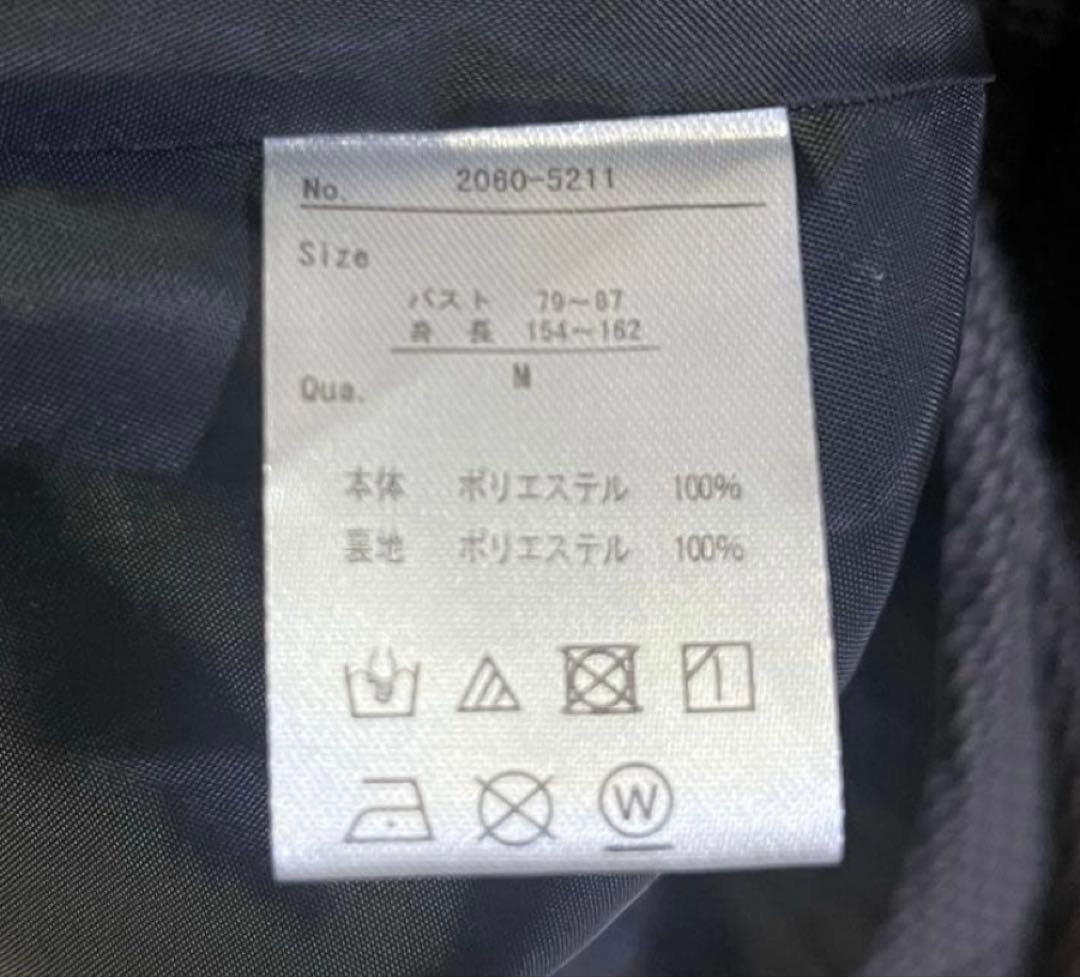 No. 2060-5211
Size
バスト 79～87
身長 154～162
Qua. M
本体 ポリエステル 100%
裏地 ポリエステル 100%
W